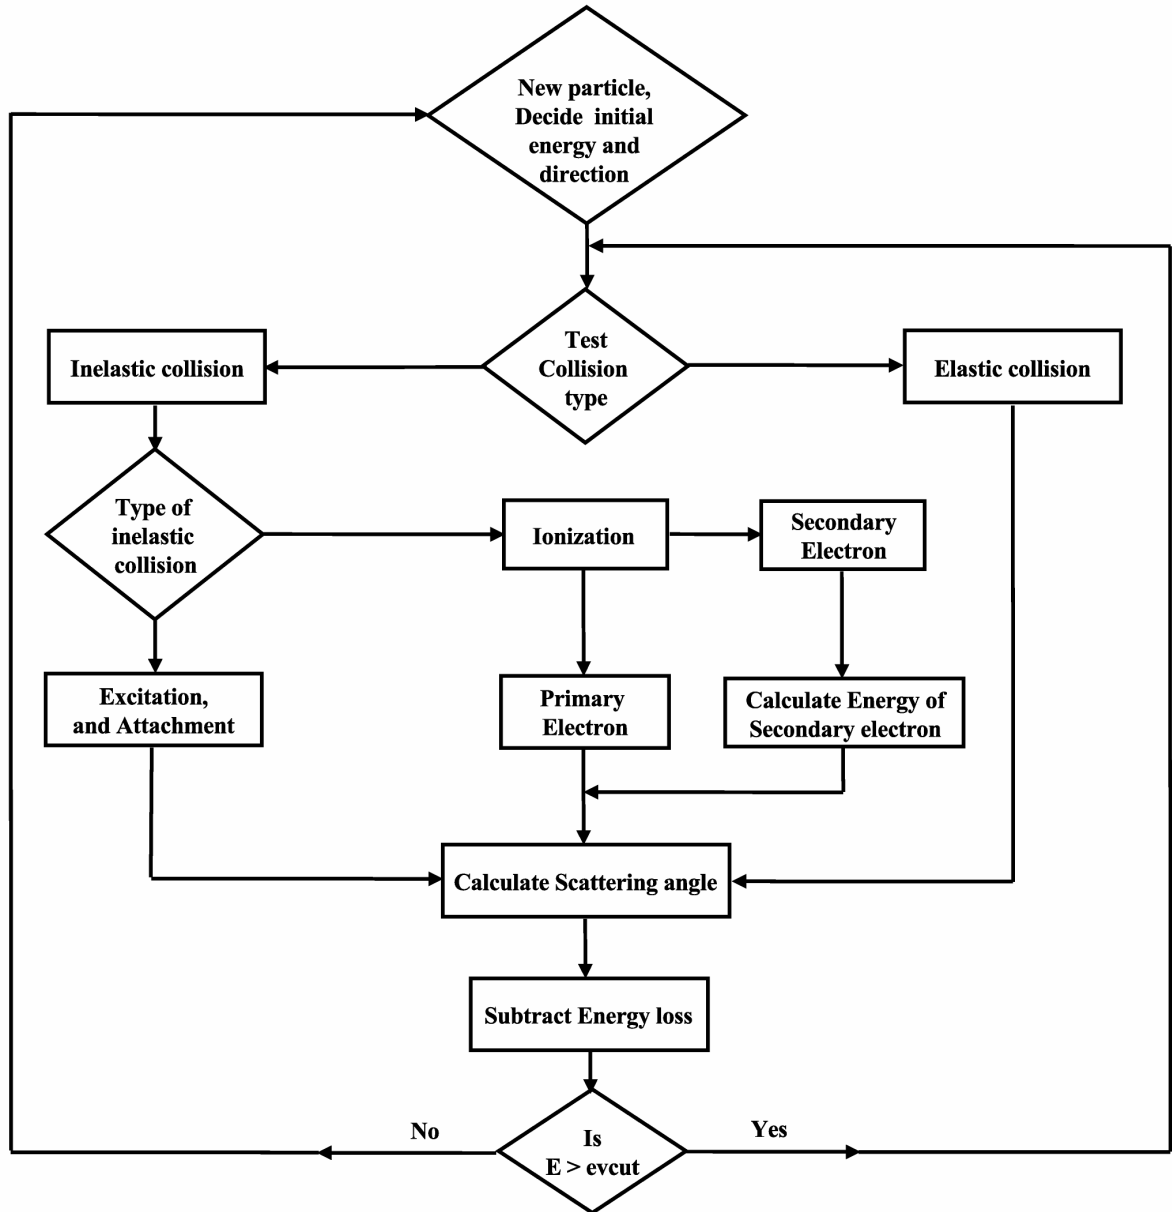 New particle,
Decide initial
energy and
direction
Test
Collision
type
Inelastic collision
Elastic collision
Type of
inelastic
collision
Ionization
Secondary
Electron
Excitation,
and Attachment
Primary
Electron
Calculate Energy of
Secondary electron
Calculate Scattering angle
Subtract Energy loss
No
Is
E > evcut
Yes